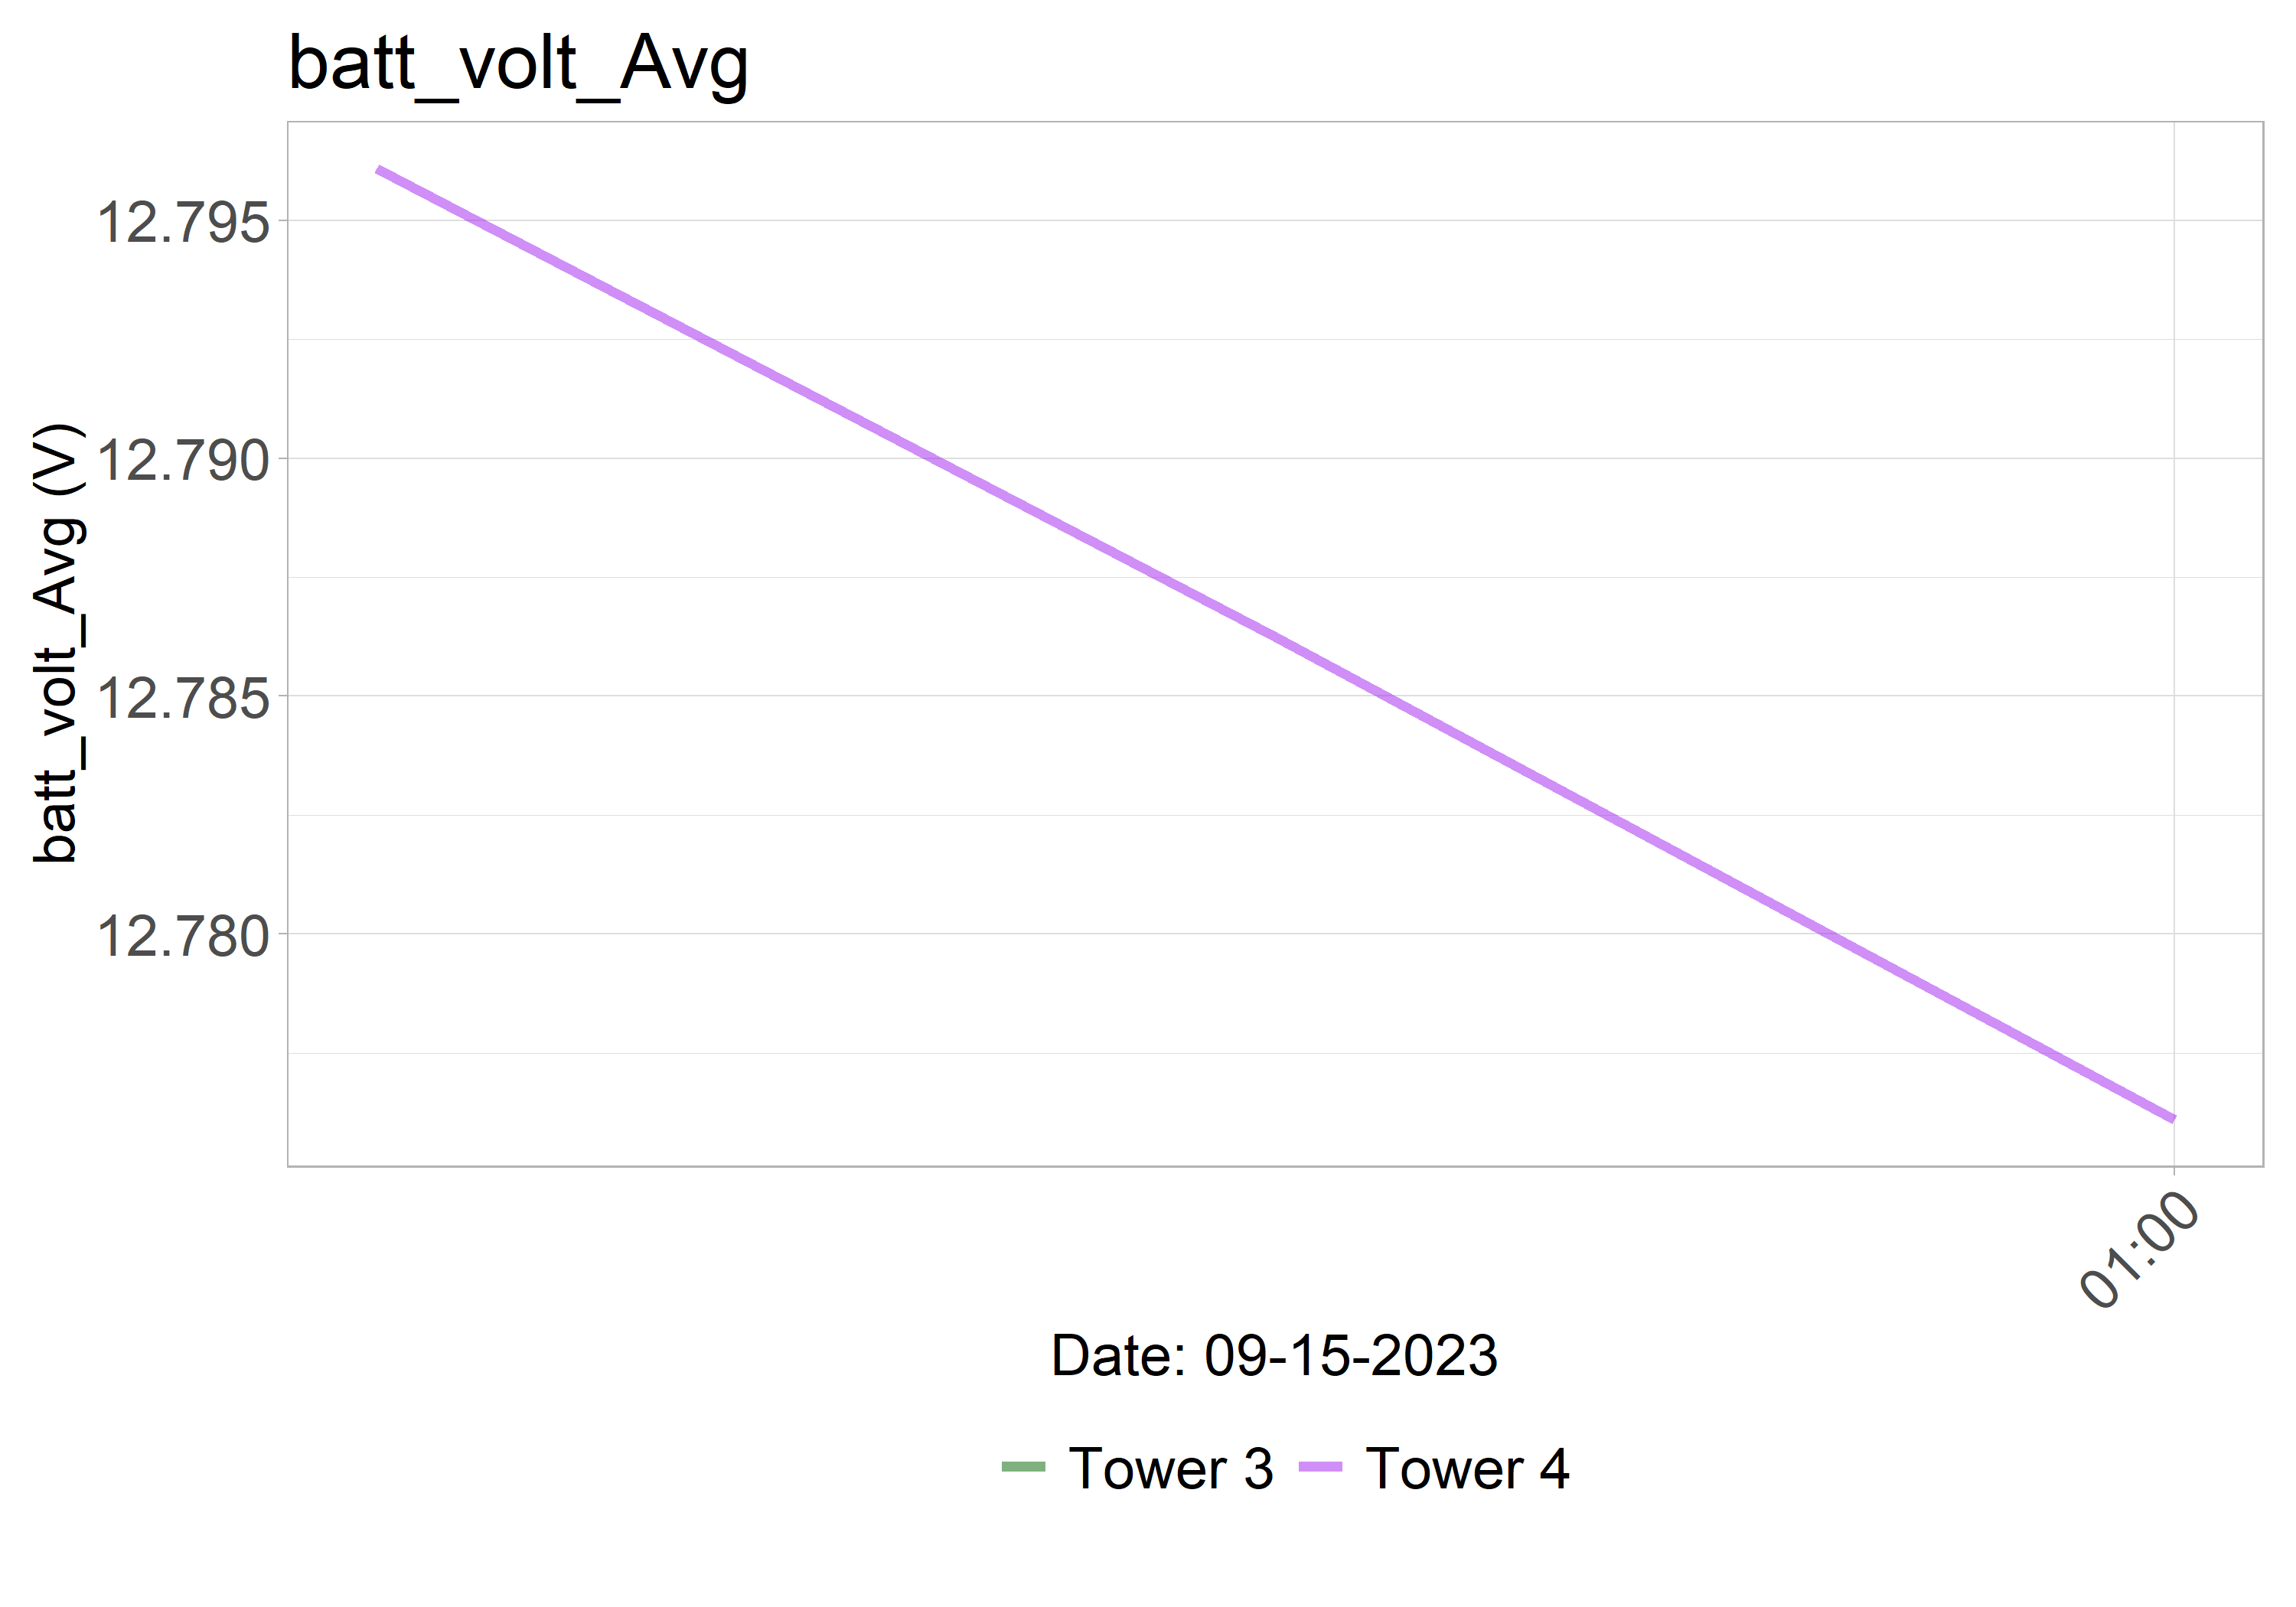 batt_volt_Avg
batt_volt_Avg (V)
12.795
12.790
12.785
12.780
01:00
Date: 09-15-2023
Tower 3 Tower 4